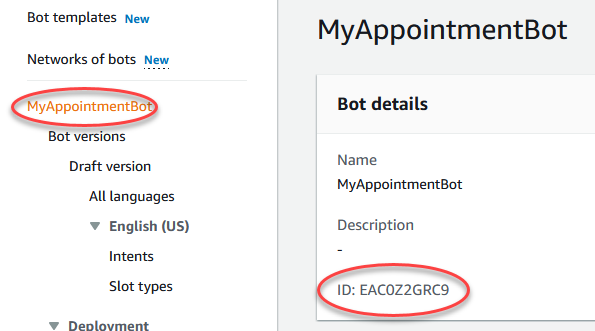 Bot templates New
Networks of bots New
MyAppointmentBot
Bot versions
Draft version
All languages
English (US)
Intents
Slot types
Deployment
MyAppointmentBot
Bot details
Name
MyAppointmentBot
Description
-
ID: EAC0Z2GRC9